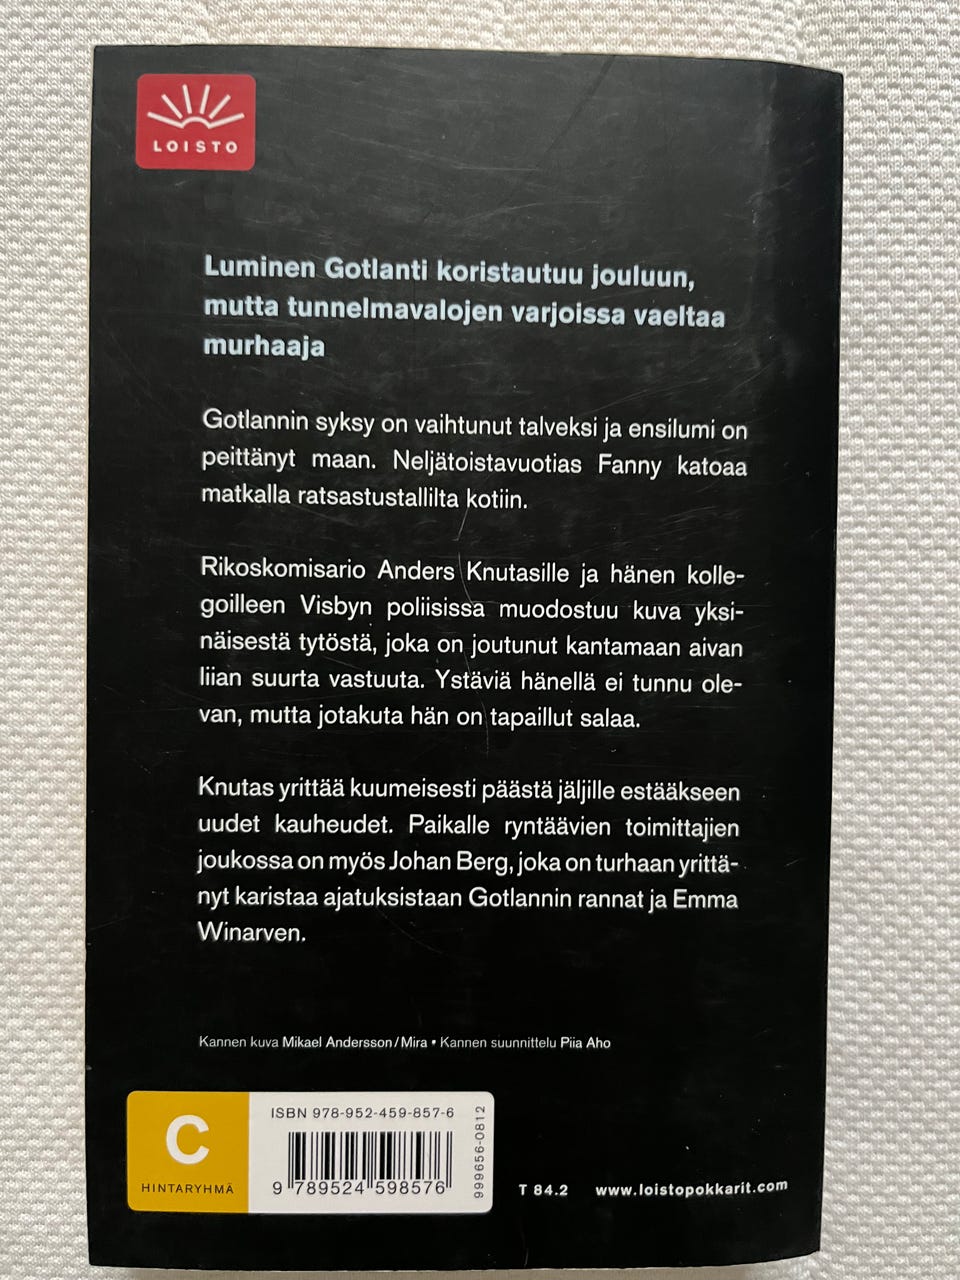 LOISTO
Luminen Gotlanti koristautuu jouluun,
mutta tunnelmavalojen varjoissa vaeltaa
murhaaja
Gotlannin syksy on vaihtunut talveksi ja ensilumi on
peittänyt maan. Neljätoistavuotias Fanny katoaa
matkalla ratsastustallilta kotiin.
Rikoskomisario Anders Knutasille ja hänen kolle-
goilleen Visbyn poliisissa muodostuu kuva yksi-
näisestä tytöstä, joka on joutunut kantamaan aivan
liian suurta vastuuta. Ystäviä hänellä ei tunnu ole-
van, mutta jotakuta hän on tapaillut salaa.
Knutas yrittää kuumeisesti päästä jäljille estääkseen
uudet kauheudet. Paikalle ryntäävien toimittajien
joukossa on myös Johan Berg, joka on turhaan yrittä-
nyt karistaa ajatuksistaan Gotlannin rannat ja Emma
Winarven.
Kannen kuva Mikael Andersson/Mira • Kannen suunnittelu Piia Aho
C
HINTARYHMÄ
ISBN 978-952-459-857-6
9 789524 598576
999656-0812
T 84.2 www.loistopokkarit.com